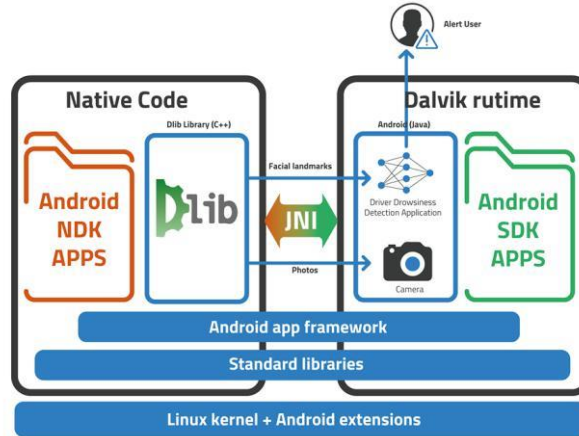 Alert User
Native Code
Dalvik rutime
Dlib Library (C++)
Android (Java)
Android
NDK
APPS
Dlib
Facial landmarks
JNI
Photos
Driver Drowsiness
Detection Application
Camera
Android
SDK
APPS
Android app framework
Standard libraries
Linux kernel + Android extensions